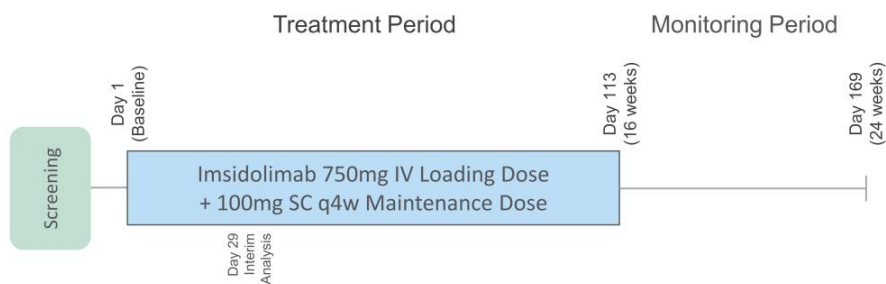 Treatment Period
Monitoring Period
Day 1
(Baseline)
Day 113
(16 weeks)
Day 169
(24 weeks)
Screening
Imsidolimab 750mg IV Loading Dose
+ 100mg SC q4w Maintenance Dose
Day 29
Interim
Analysis